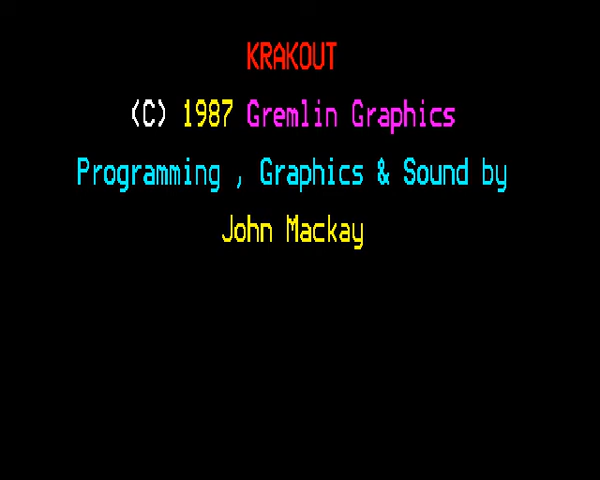 KRAKOUT
(C) 1987 Gremlin Graphics
Programming , Graphics & Sound by
John Mackay